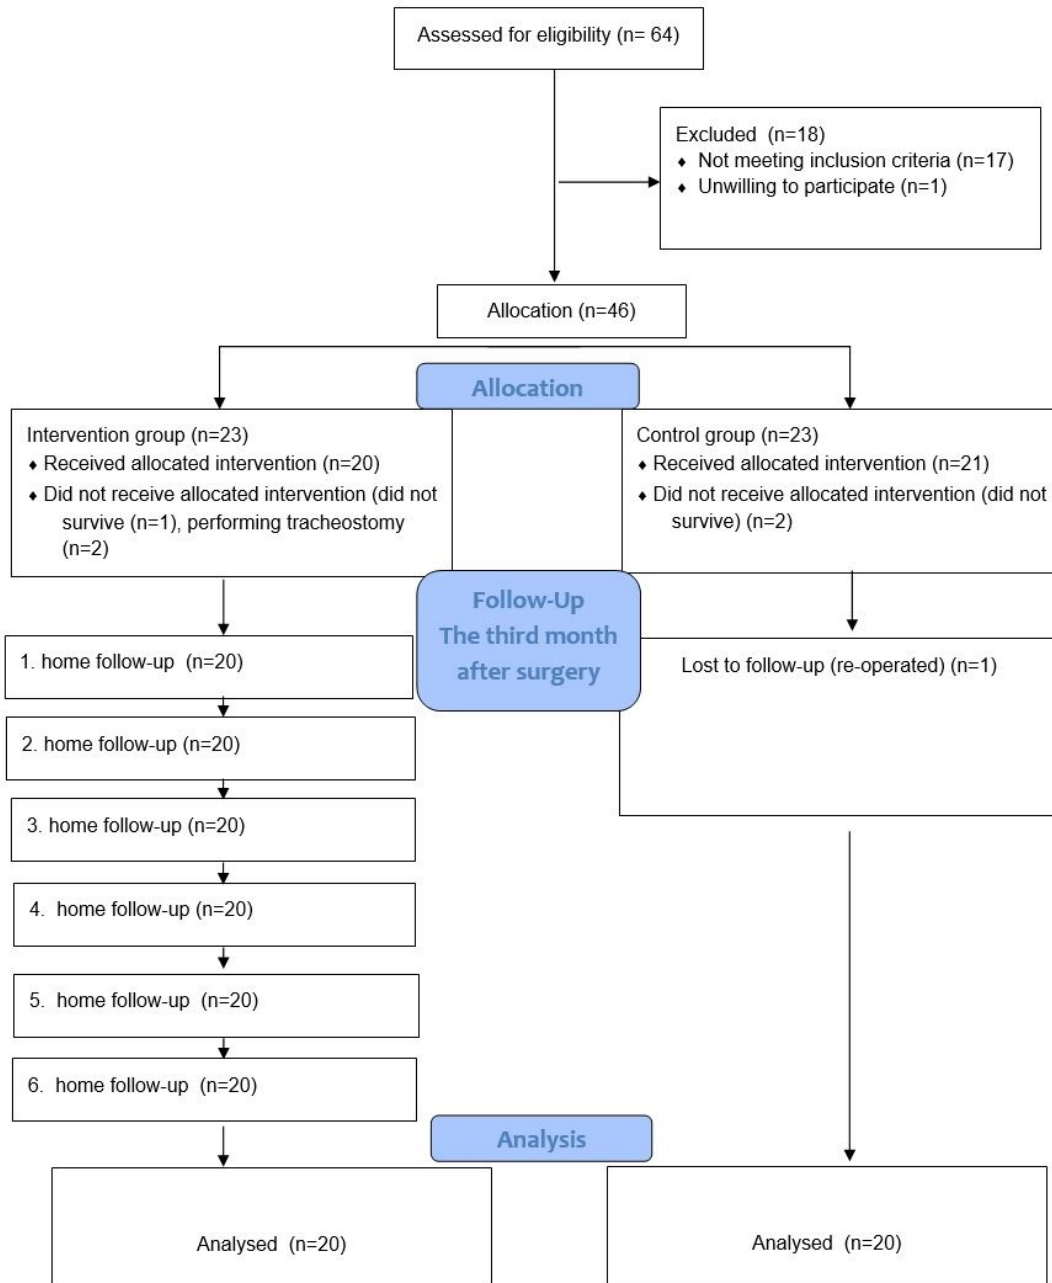 Assessed for eligibility (n= 64)
Excluded (n=18)
♦ Not meeting inclusion criteria (n=17)
♦ Unwilling to participate (n=1)
Allocation (n=46)
Allocation
Intervention group (n=23)
♦ Received allocated intervention (n=20)
♦ Did not receive allocated intervention (did not
survive (n=1), performing tracheostomy
(n=2)
Control group (n=23)
♦ Received allocated intervention (n=21)
♦ Did not receive allocated intervention (did not
survive) (n=2)
Follow-Up
The third month
after surgery
1. home follow-up (n=20)
2. home follow-up (n=20)
3. home follow-up (n=20)
4. home follow-up (n=20)
5. home follow-up (n=20)
6. home follow-up (n=20)
Lost to follow-up (re-operated) (n=1)
Analysis
Analysed (n=20)
Analysed (n=20)